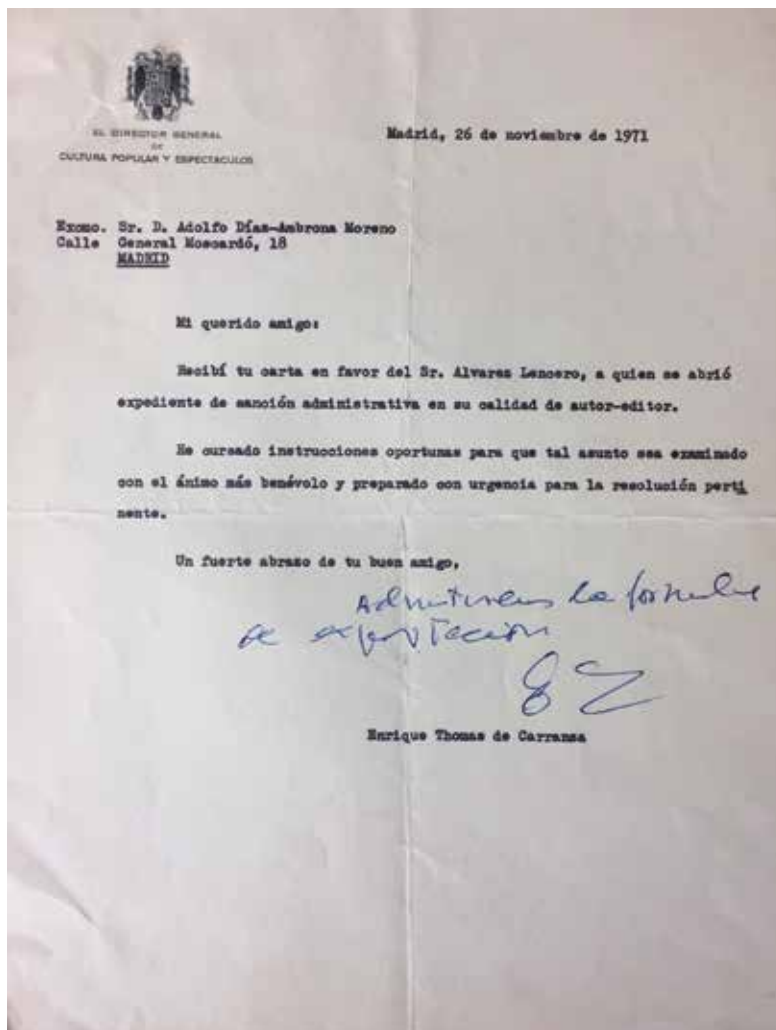 EL DIRECTOR GENERAL
DE
CULTURA POPULAR Y ESPECTACULOS
Madrid, 26 de noviembre de 1971
Excmo. Sr. D. Adolfo Díaz-Ambrona Moreno
Calle General Moscardó, 18
MADRID
Mi querido amigo:
Recibí tu carta en favor del Sr. Alvarez Lencero, a quien se abrió
expediente de sanción administrativa en su calidad de autor-editor.
He cursado instrucciones oportunas para que tal asunto sea examinado
con el ánimo más benévolo y preparado con urgencia para la resolución perti
nente.
Un fuerte abrazo de tu buen amigo,
la formula
de exportación
Enrique Thomas de Carranza